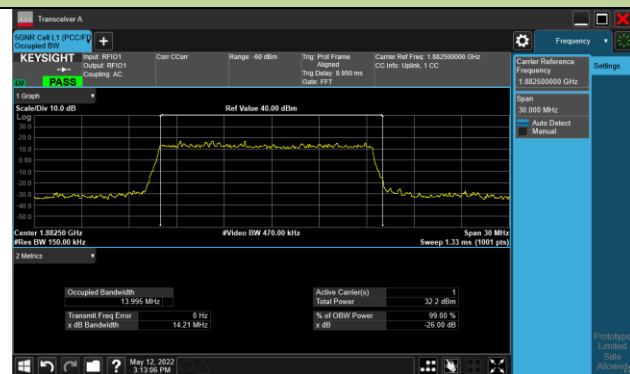 Transceiver A
5GNR Cell L1 (PCC/F
Occupied BW
Frequency
KEYSIGHT
LVI
PASS
Input: RFIO1
Output: RFIO1
Coupling: AC
Corr CCorr
Range: -60 dBm
Trig: Prot Frame
Aligned
Trig Delay: 8.950 ms
Gate: FFT
Carrier Ref Freq: 1.882500000 GHz
CC Info: Uplink, 1 CC
Carrier Reference
Frequency
1.882500000 GHz
Settings
Span
30.000 MHz
Auto Detect
Manual
1 Graph
Scale/Div 10.0 dB
Ref Value 40.00 dBm
Log
30.0
20.0
10.0
0.00
-10.0
-20.0
-30.0
-40.0
-50.0
Center 1.88250 GHz
#Video BW 470.00 kHz
Span 30 MHz
#Res BW 150.00 kHz
Sweep 1.33 ms (1001 pts)
2 Metrics
Occupied Bandwidth
13.995 MHz
Active Carrier(s) 1
Total Power 32.2 dBm
Transmit Freq Error 0 Hz
x dB Bandwidth 14.21 MHz
% of OBW Power 99.00 %
x dB -26.00 dB
Prototype
Limited
Sale
Allowed
May 12, 2022
3:13:06 PM